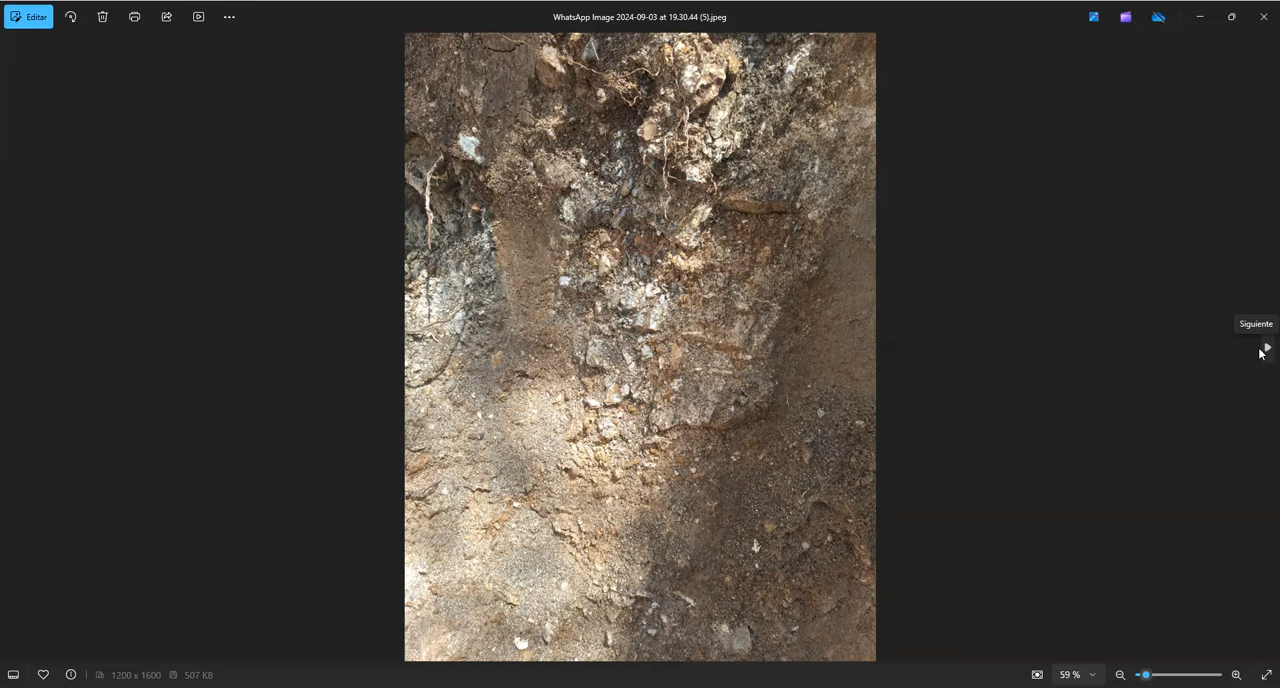 Editar
WhatsApp Image 2024-09-03 at 19.30.44 (5).jpeg
Siguiente
1200 x 1600
507 KB
59 %